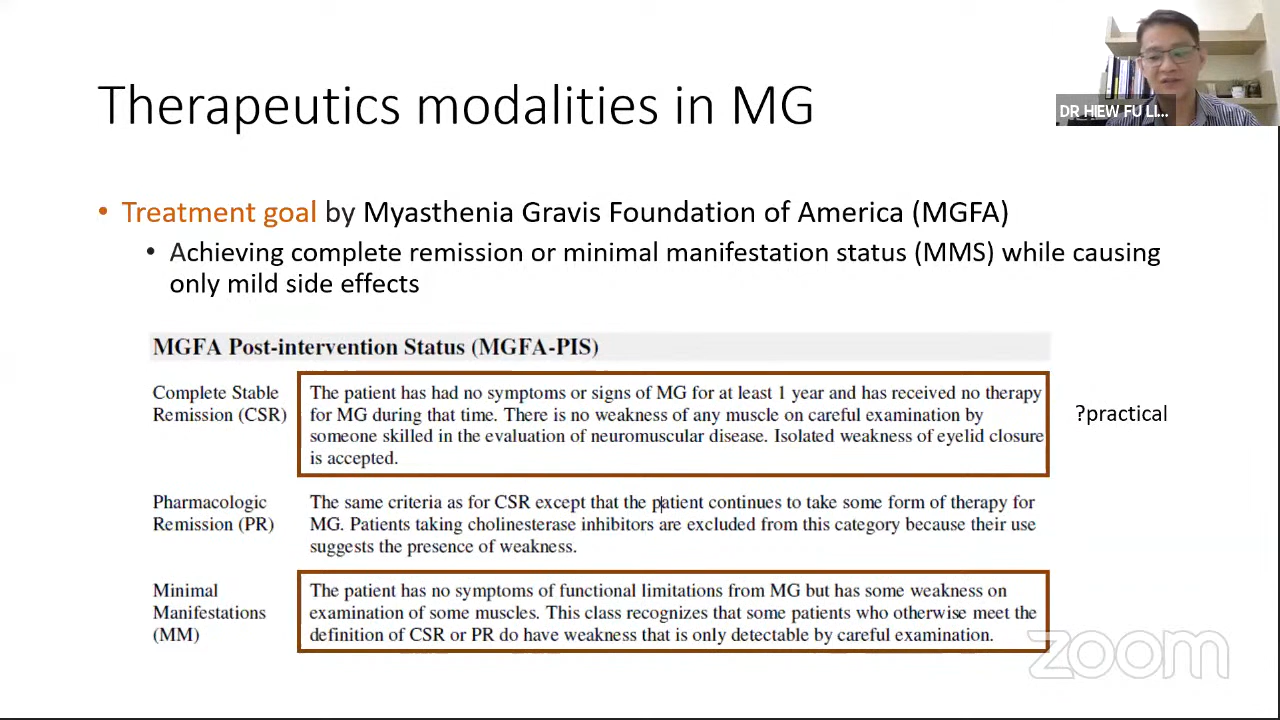 Therapeutics modalities in MG
DR HIEW FU LI...
• Treatment goal by Myasthenia Gravis Foundation of America (MGFA)
• Achieving complete remission or minimal manifestation status (MMS) while causing
only mild side effects
MGFA Post-intervention Status (MGFA-PIS)
Complete Stable
Remission (CSR)
The patient has had no symptoms or signs of MG for at least 1 year and has received no therapy
for MG during that time. There is no weakness of any muscle on careful examination by
someone skilled in the evaluation of neuromuscular disease. Isolated weakness of eyelid closure
is accepted.
?practical
Pharmacologic
Remission (PR)
The same criteria as for CSR except that the patient continues to take some form of therapy for
MG. Patients taking cholinesterase inhibitors are excluded from this category because their use
suggests the presence of weakness.
Minimal
Manifestations
(MM)
The patient has no symptoms of functional limitations from MG but has some weakness on
examination of some muscles. This class recognizes that some patients who otherwise meet the
definition of CSR or PR do have weakness that is only detectable by careful examination.
zoom